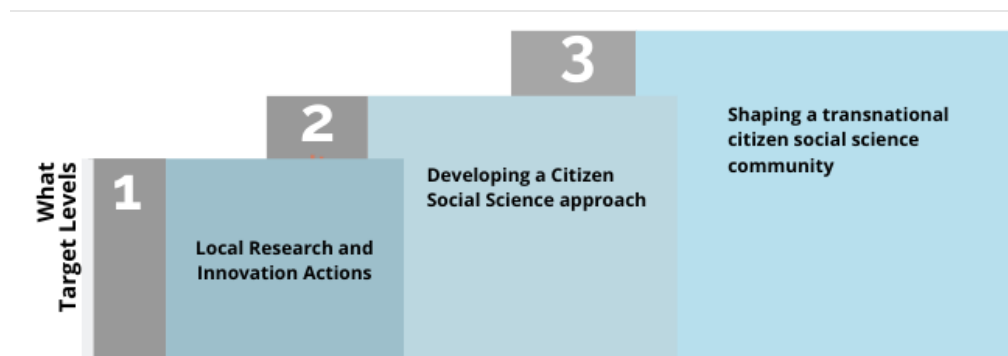 What
Target Levels
1
Local Research and
Innovation Actions
2
Developing a Citizen
Social Science approach
3
Shaping a transnational
citizen social science
community